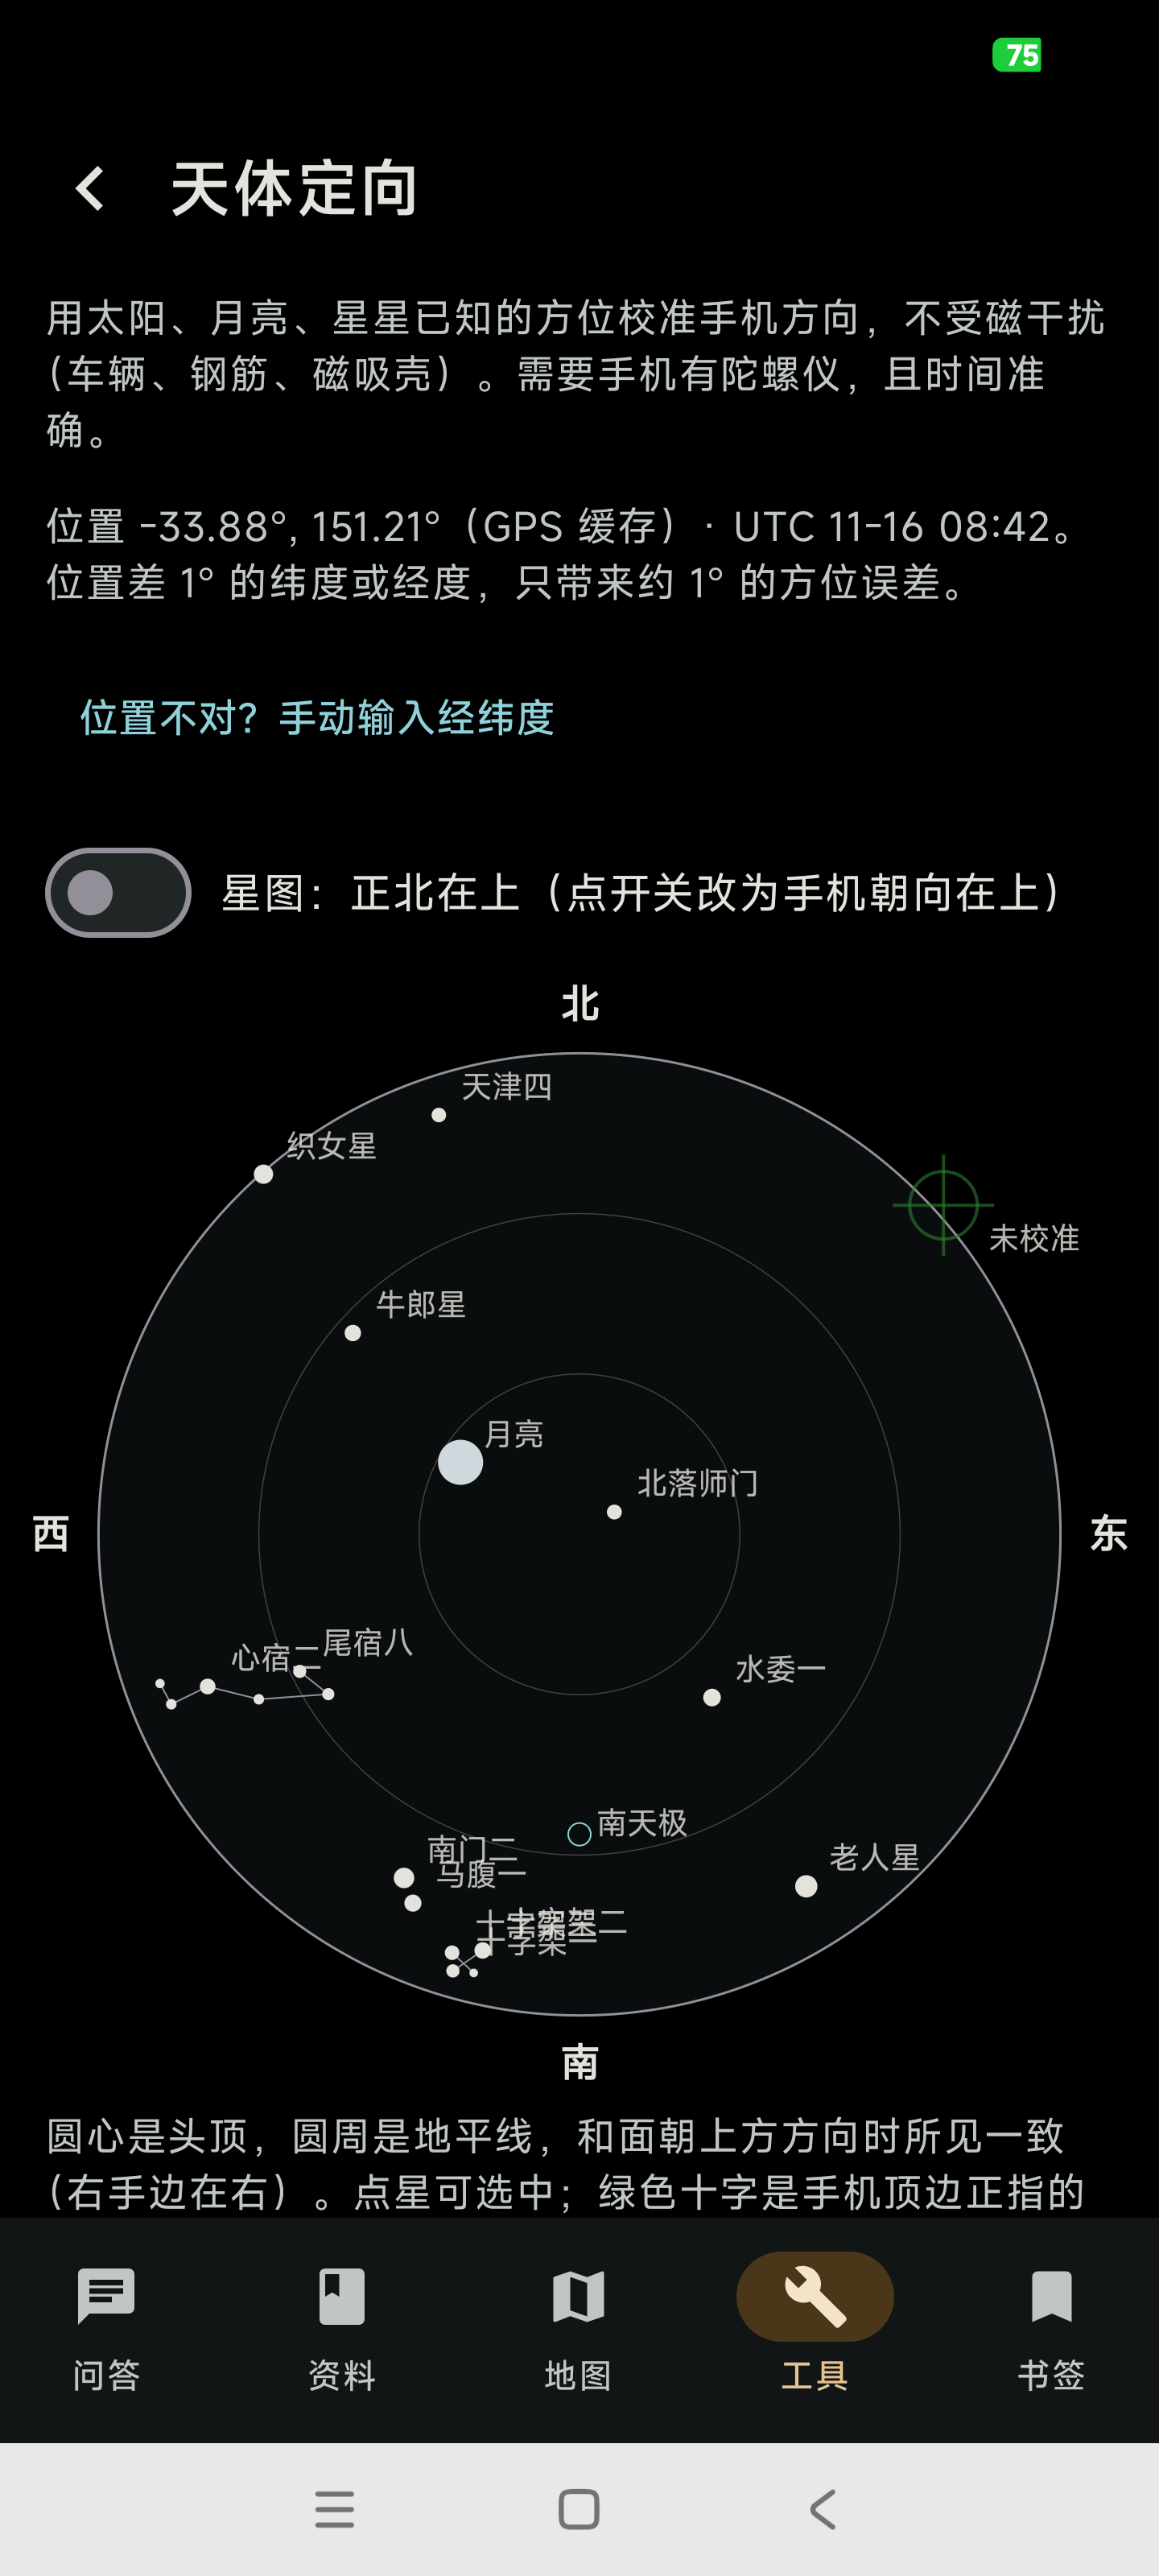 75
天体定向
用太阳、月亮、星星已知的方位校准手机方向，不受磁干扰
（车辆、钢筋、磁吸壳）。需要手机有陀螺仪，且时间准
确。
位置 -33.88°, 151.21°（GPS 缓存）· UTC 11-16 08:42。
位置差 1° 的纬度或经度，只带来约 1° 的方位误差。
位置不对？手动输入经纬度
星图：正北在上（点开关改为手机朝向在上）
北
天津四
织女星
未校准
牛郎星
月亮
北落师门
西
东
尾宿八
心宿二
水委一
南天极
南门二
老人星
马腹一
十字架二
南
圆心是头顶，圆周是地平线，和面朝上方方向时所见一致
（右手边在右）。点星可选中；绿色十字是手机顶边正指的
问答
资料
地图
工具
书签